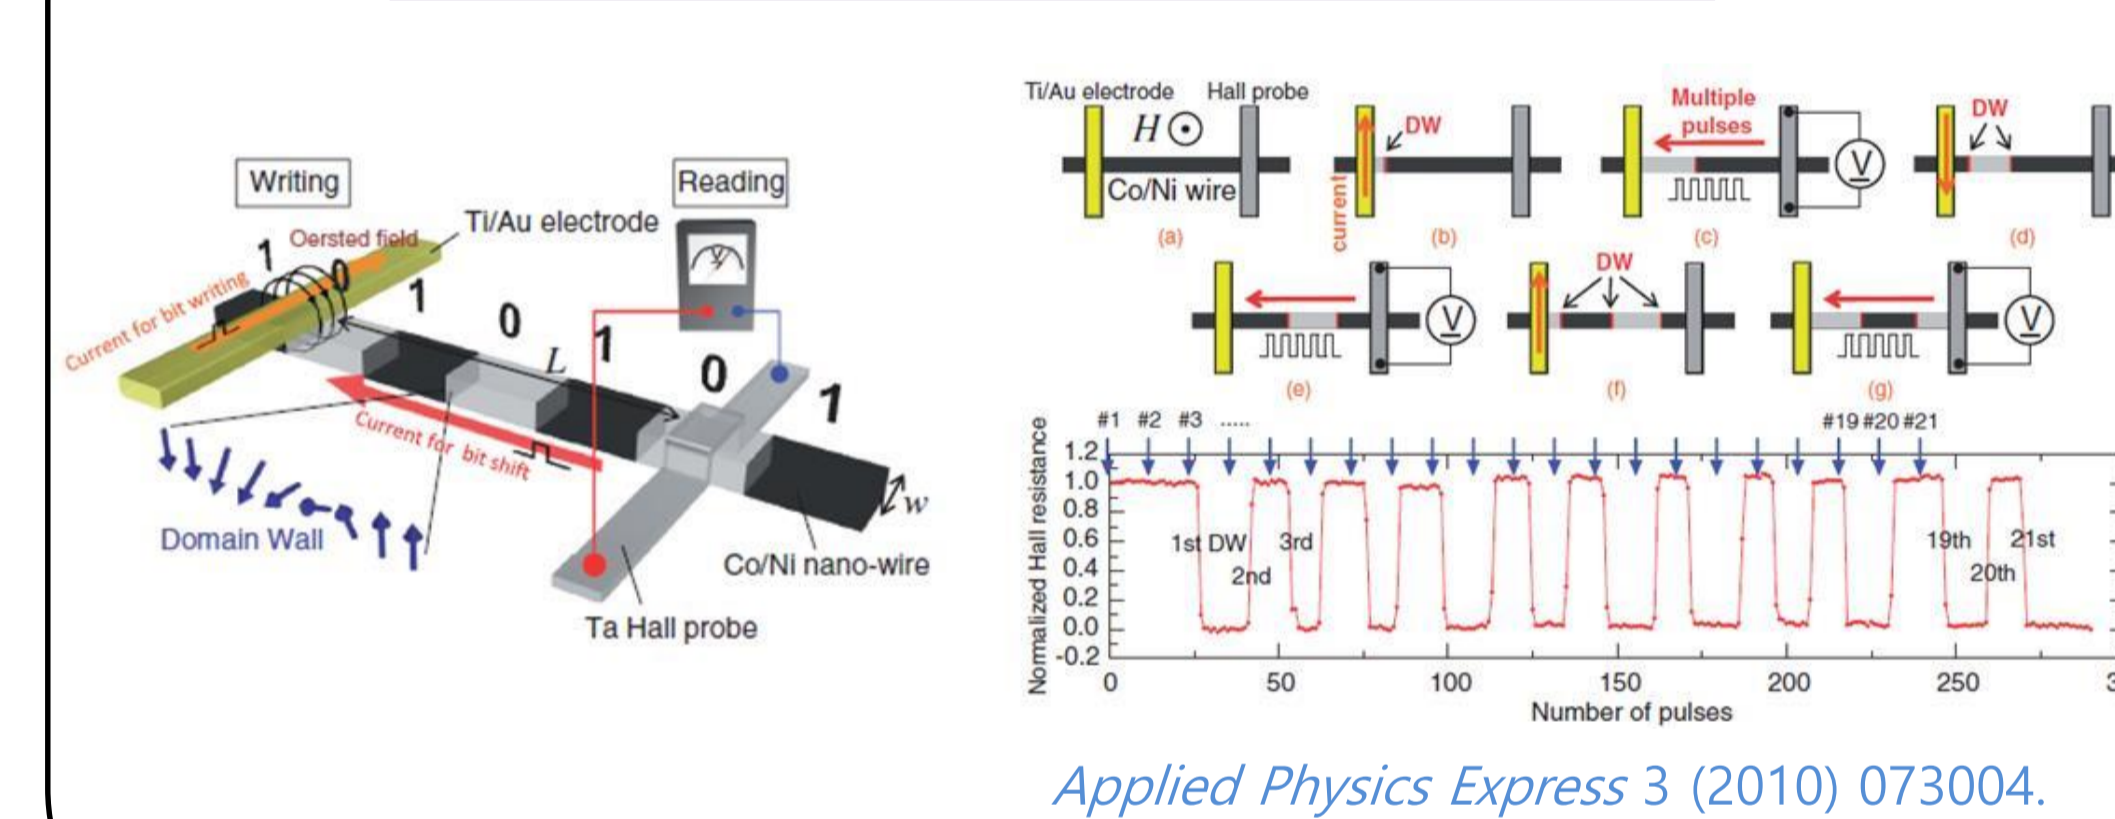 Writing
Reading
Ti/Au electrode
Oersted field
1
0
1
0
1
0
1
Current for bit writing
L
Current for bit shift
w
Domain Wall
Co/Ni nano-wire
Ta Hall probe
Ti/Au electrode Hall probe
H
Co/Ni wire
(a)
current
DW
(b)
Multiple
pulses
V
(c)
DW
(d)
V
(e)
DW
(f)
V
(g)
#1 #2 #3 ..... #19 #20 #21
Normalized Hall resistance
1.2
1.0
0.8
0.6
0.4
0.2
0.0
-0.2
1st DW
2nd
3rd
19th
20th
21st
0 50 100 150 200 250
Number of pulses
Applied Physics Express 3 (2010) 073004.